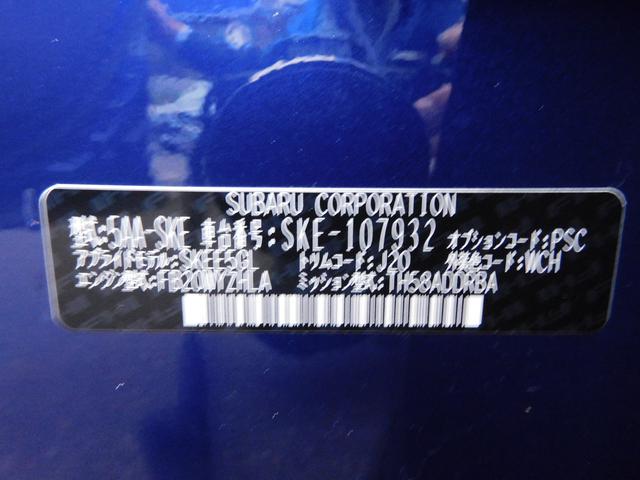 SUBARU CORPORATION
型式:5AA-SKE 車台番号:SKE-107932 オプションコード:PSC
アプライドモデル:SKEE5GL トリムコード:J20 外装色コード:WCH
エンジン型式:FB20WYZHLA ミッション型式:TH58ADDRBA